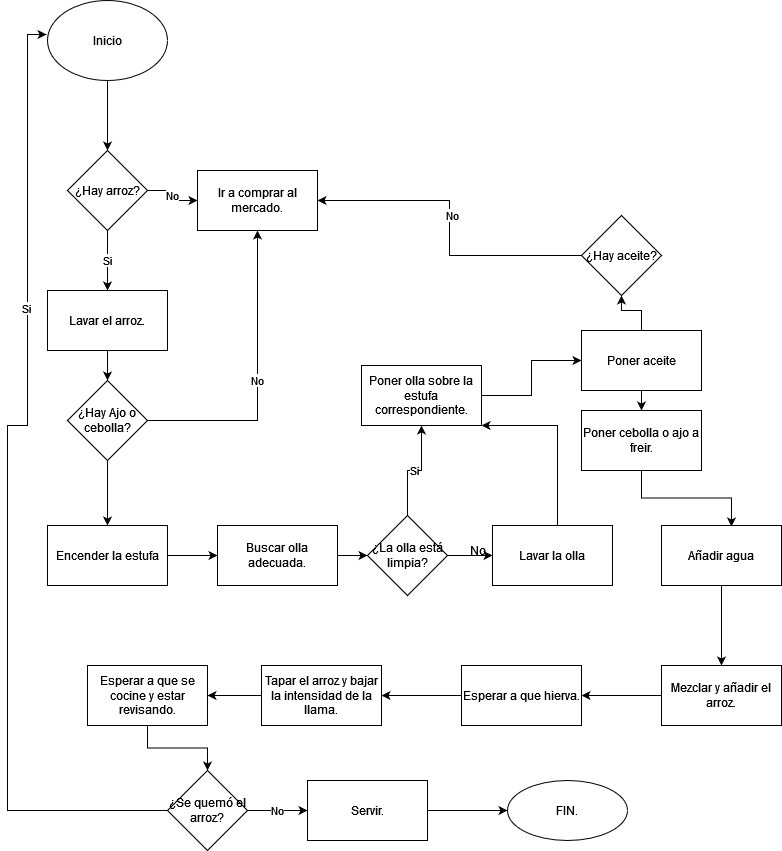 Inicio
¿Hay arroz?
No
Ir a comprar al
mercado.
No
¿Hay aceite?
Si
Si
Lavar el arroz.
Poner aceite
No
Poner olla sobre la
estufa
correspondiente.
¿Hay Ajo o
cebolla?
Poner cebolla o ajo a
freir.
Si
Encender la estufa
Buscar olla
adecuada.
¿La olla está
limpia?
No
Lavar la olla
Añadir agua
Esperar a que se
cocine y estar
revisando.
Tapar el arroz y bajar
la intensidad de la
llama.
Esperar a que hierva.
Mezclar y añadir el
arroz.
¿Se quemó el
arroz?
No
Servir.
FIN.